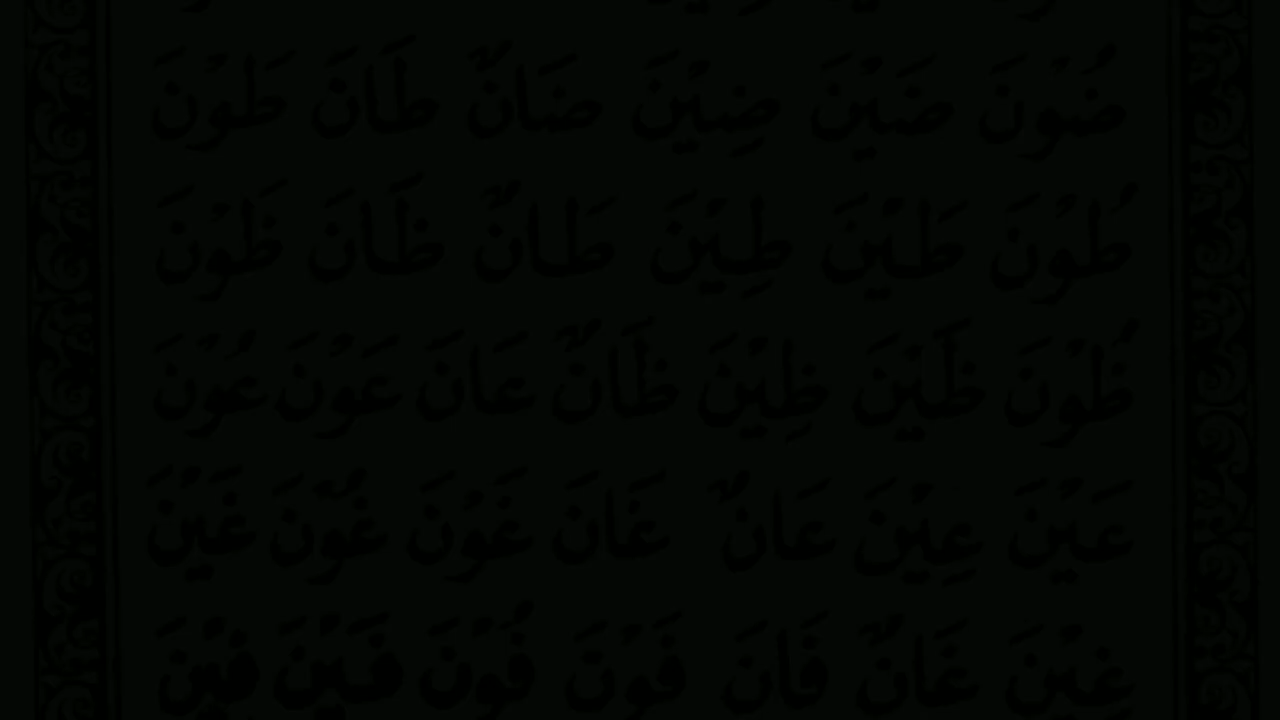 ضُوْنَ ضَيْنَ ضِيْنَ ضَانٌ طَانَ طَوْنَ
طُوْنَ طَيْنَ طِيْنَ طَانٌ ظَانَ ظَوْنَ
ظُوْنَ ظَيْنَ ظِيْنَ ظَانٌ عَانَ عَوْنَ عُوْنَ
عَيْنَ عِيْنَ عَانٌ غَانَ غَوْنَ غُوْنَ غَيْنَ
غِيْنَ غَانٌ فَانَ فَوْنَ فُوْنَ فَيْنَ فِيْنَ